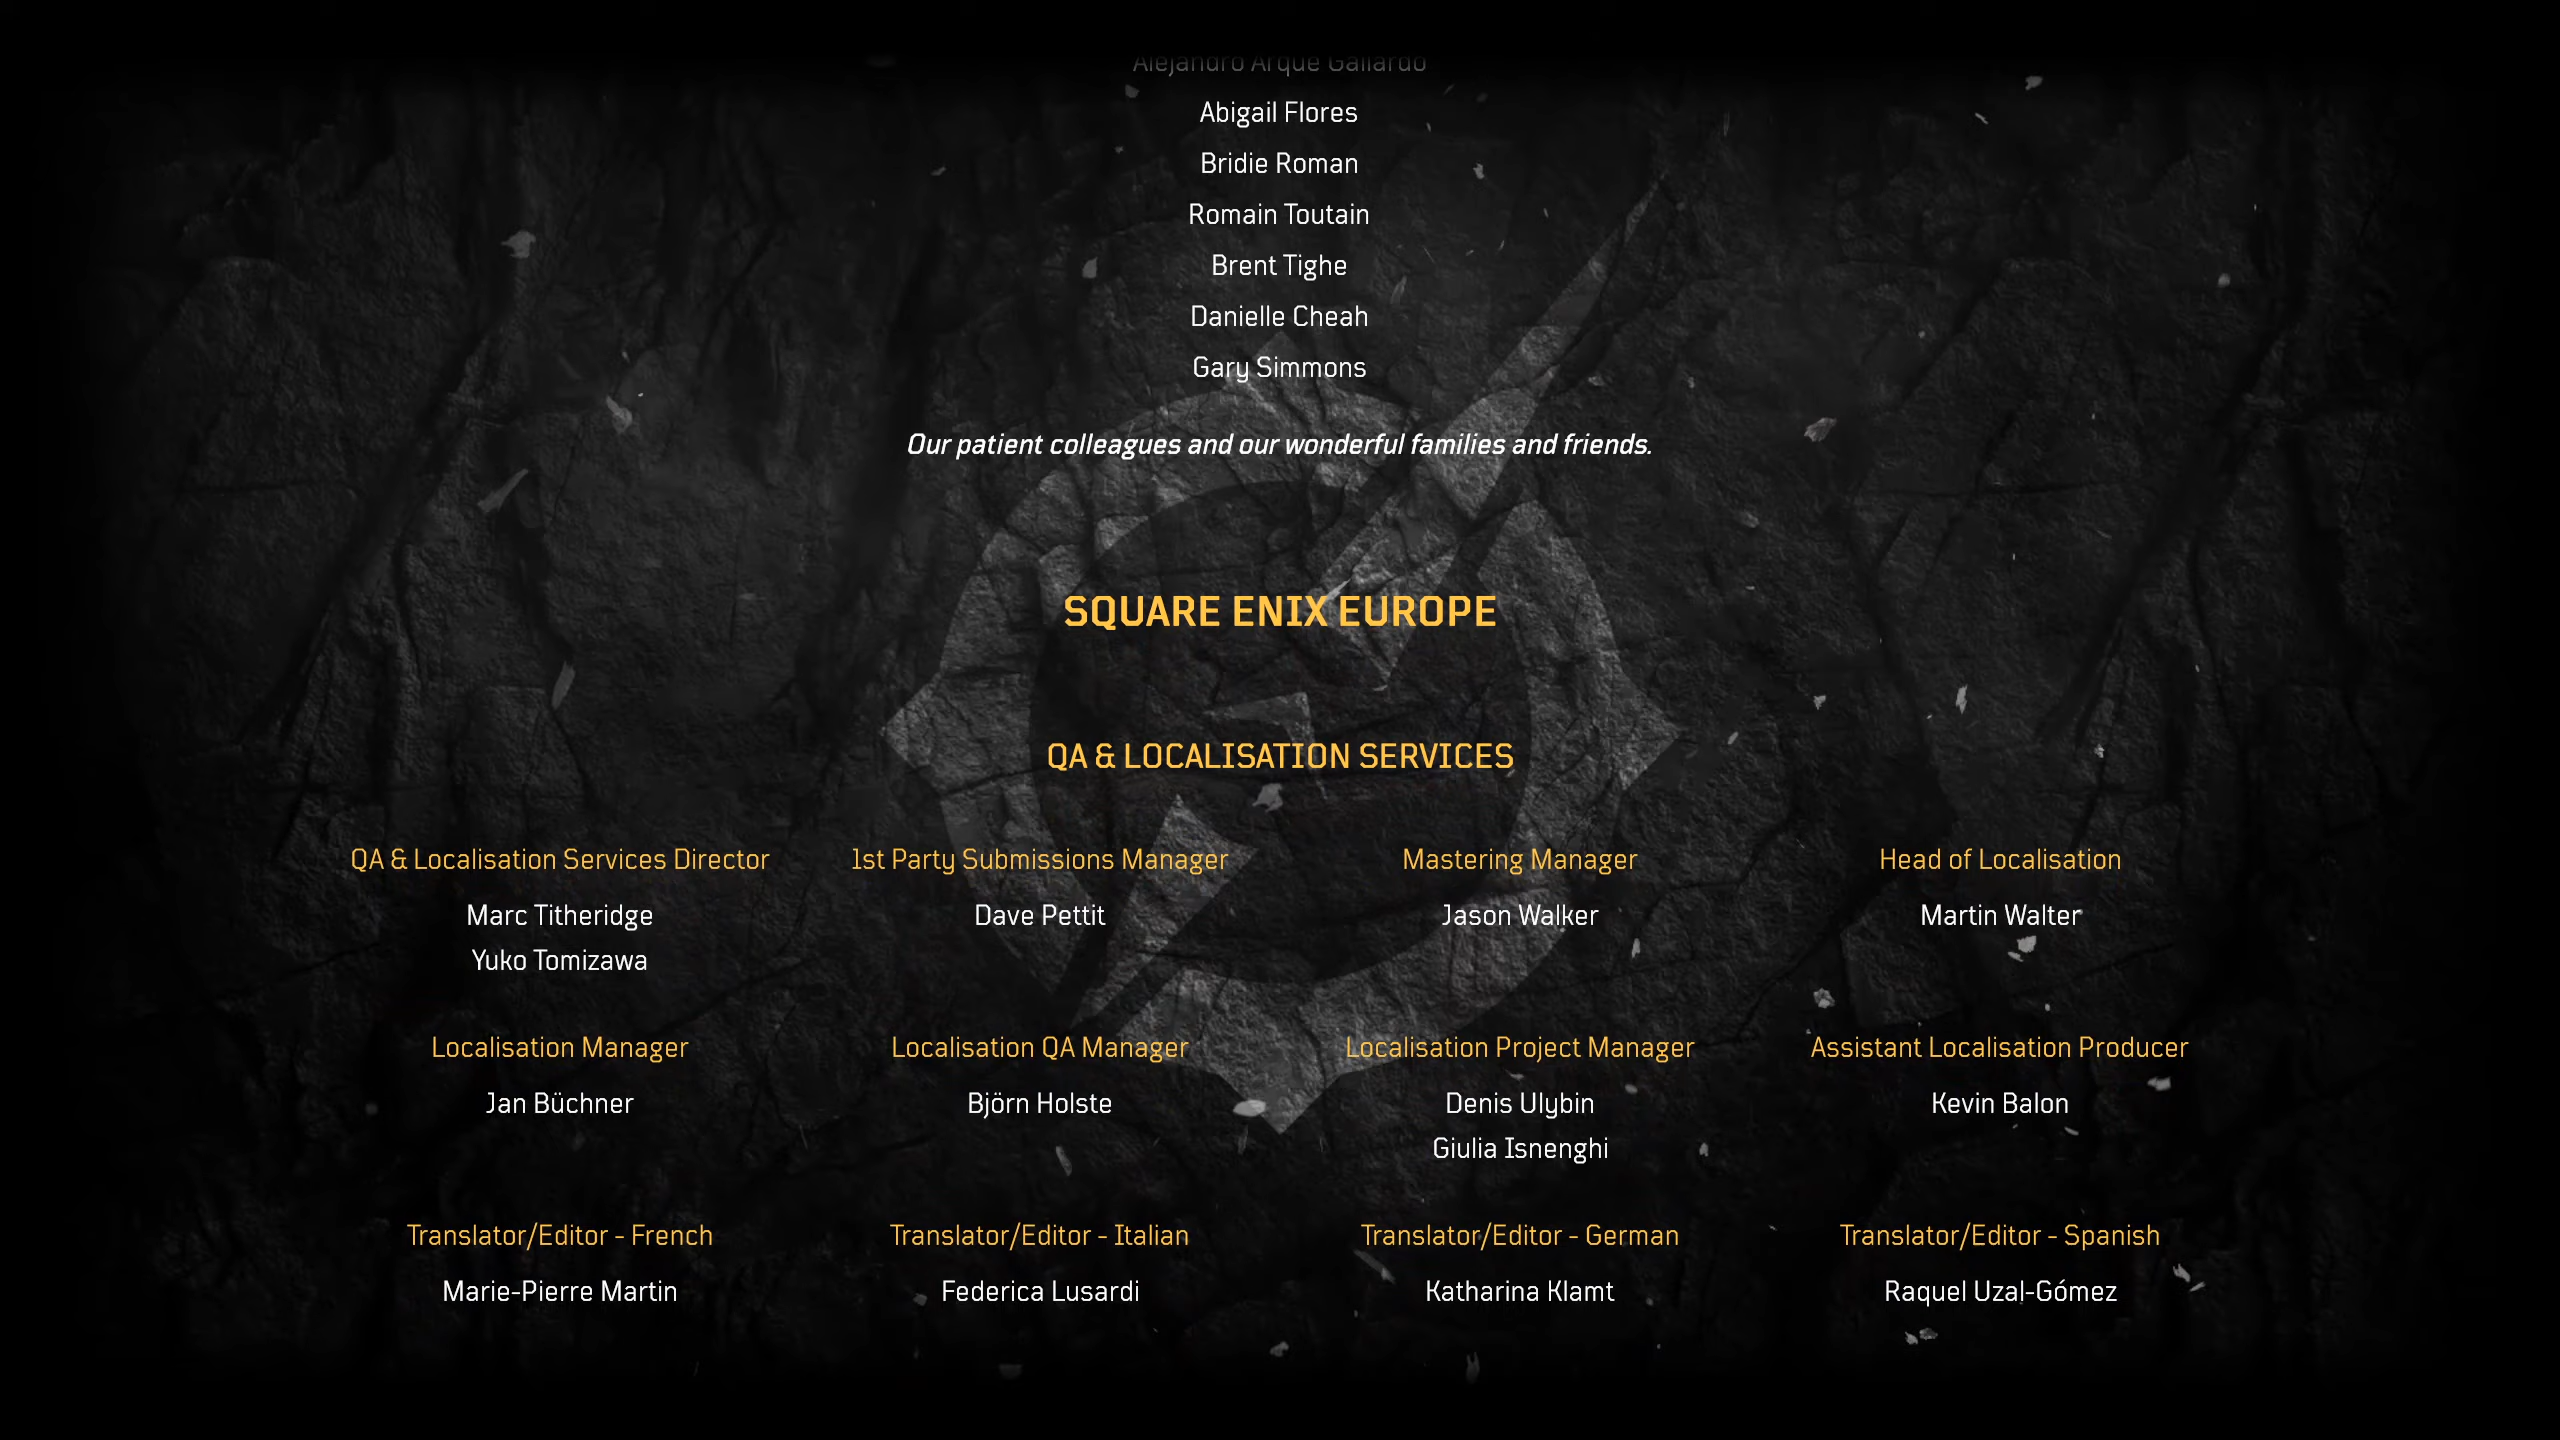 Alejandro Arque Gallardo
Abigail Flores
Bridie Roman
Romain Toutain
Brent Tighe
Danielle Cheah
Gary Simmons
Our patient colleagues and our wonderful families and friends.
SQUARE ENIX EUROPE
QA & LOCALISATION SERVICES
QA & Localisation Services Director
Marc Titheridge
Yuko Tomizawa
1st Party Submissions Manager
Dave Pettit
Mastering Manager
Jason Walker
Head of Localisation
Martin Walter
Localisation Manager
Jan Büchner
Localisation QA Manager
Björn Holste
Localisation Project Manager
Denis Ulybin
Giulia Isnenghi
Assistant Localisation Producer
Kevin Balon
Translator/Editor - French
Marie-Pierre Martin
Translator/Editor - Italian
Federica Lusardi
Translator/Editor - German
Katharina Klamt
Translator/Editor - Spanish
Raquel Uzal-Gómez